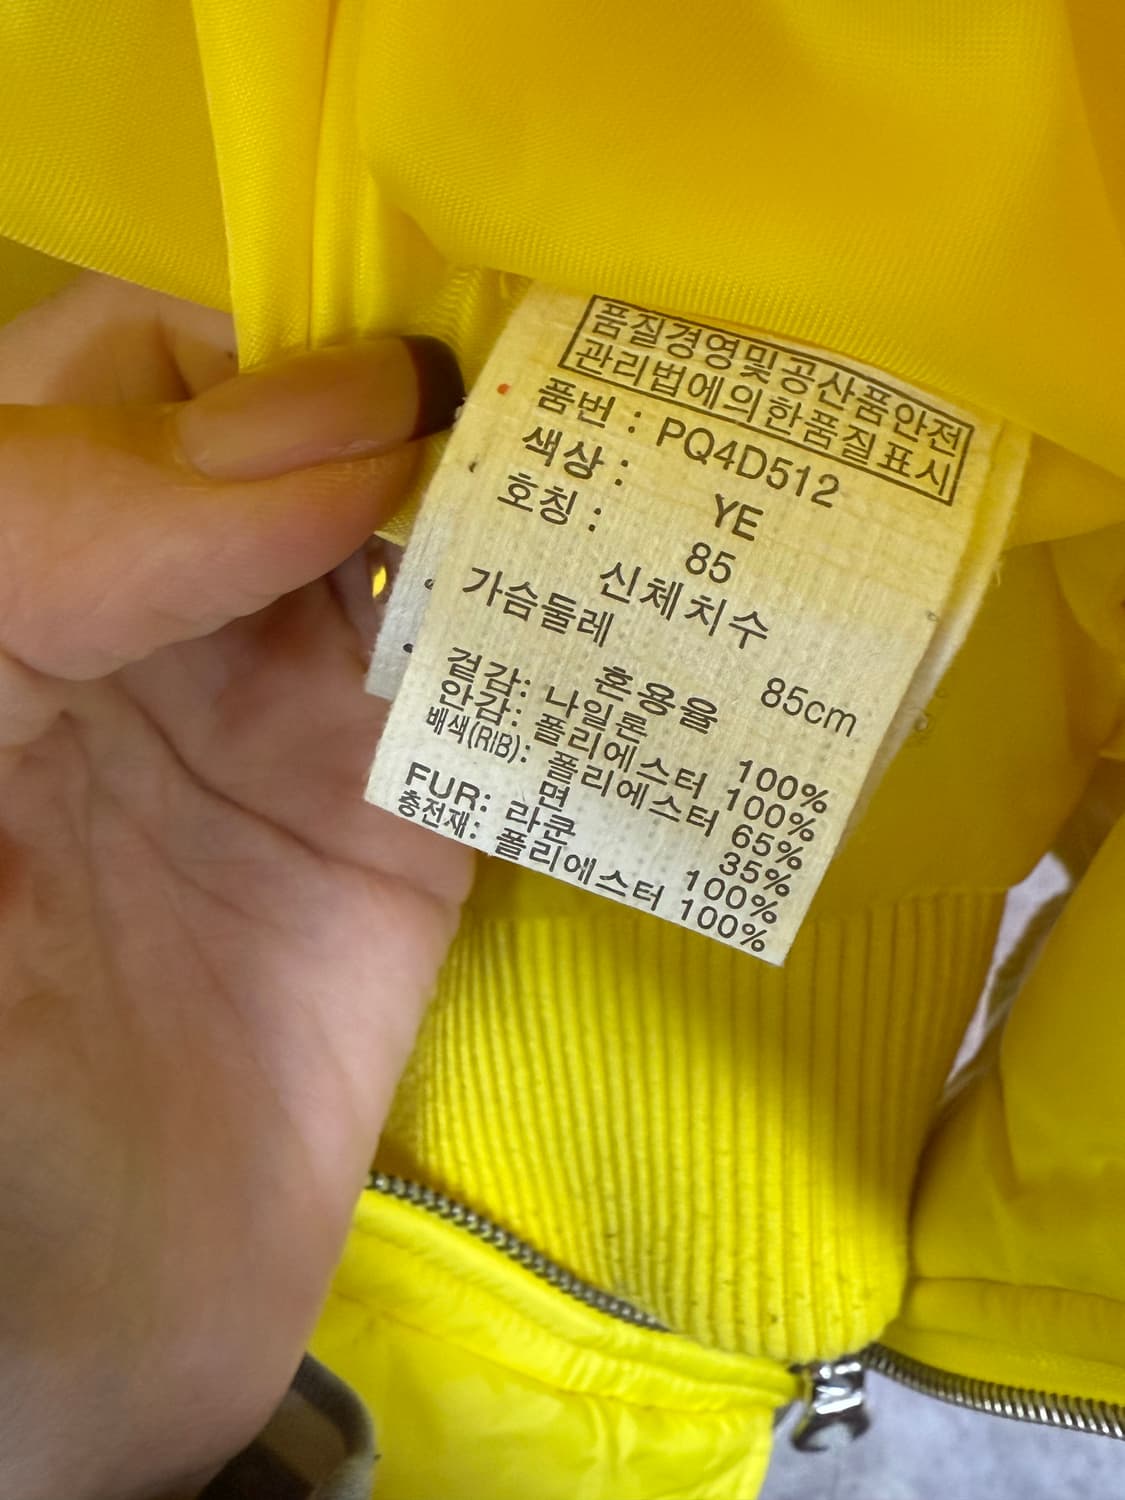 품질경영및공산품안전
관리법에의한품질표시
품번 : PQ4D512
색상 : YE
호칭 : 85
신체치수
가슴둘레 85cm
혼용율
겉감: 나일론 100%
안감: 폴리에스터 100%
배색(RIB): 폴리에스터 65%
면 35%
FUR: 라쿤 100%
충전재: 폴리에스터 100%